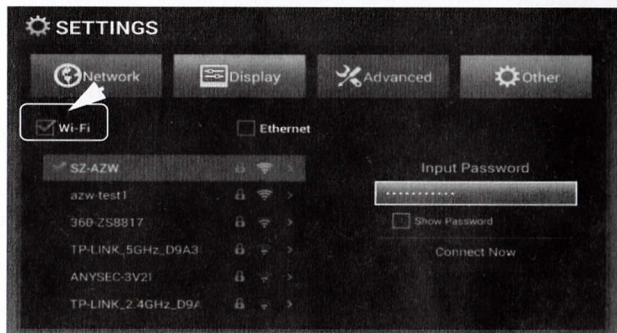 SETTINGS
Network Display Advanced Other
Wi-Fi Ethernet
SZ-AZW
azw-test1
360-ZS8817
TP-LINK_5GHz_D9A3
ANYSEC-3V21
TP-LINK_2.4GHz_D9A
Input Password
Show Password
Connect Now